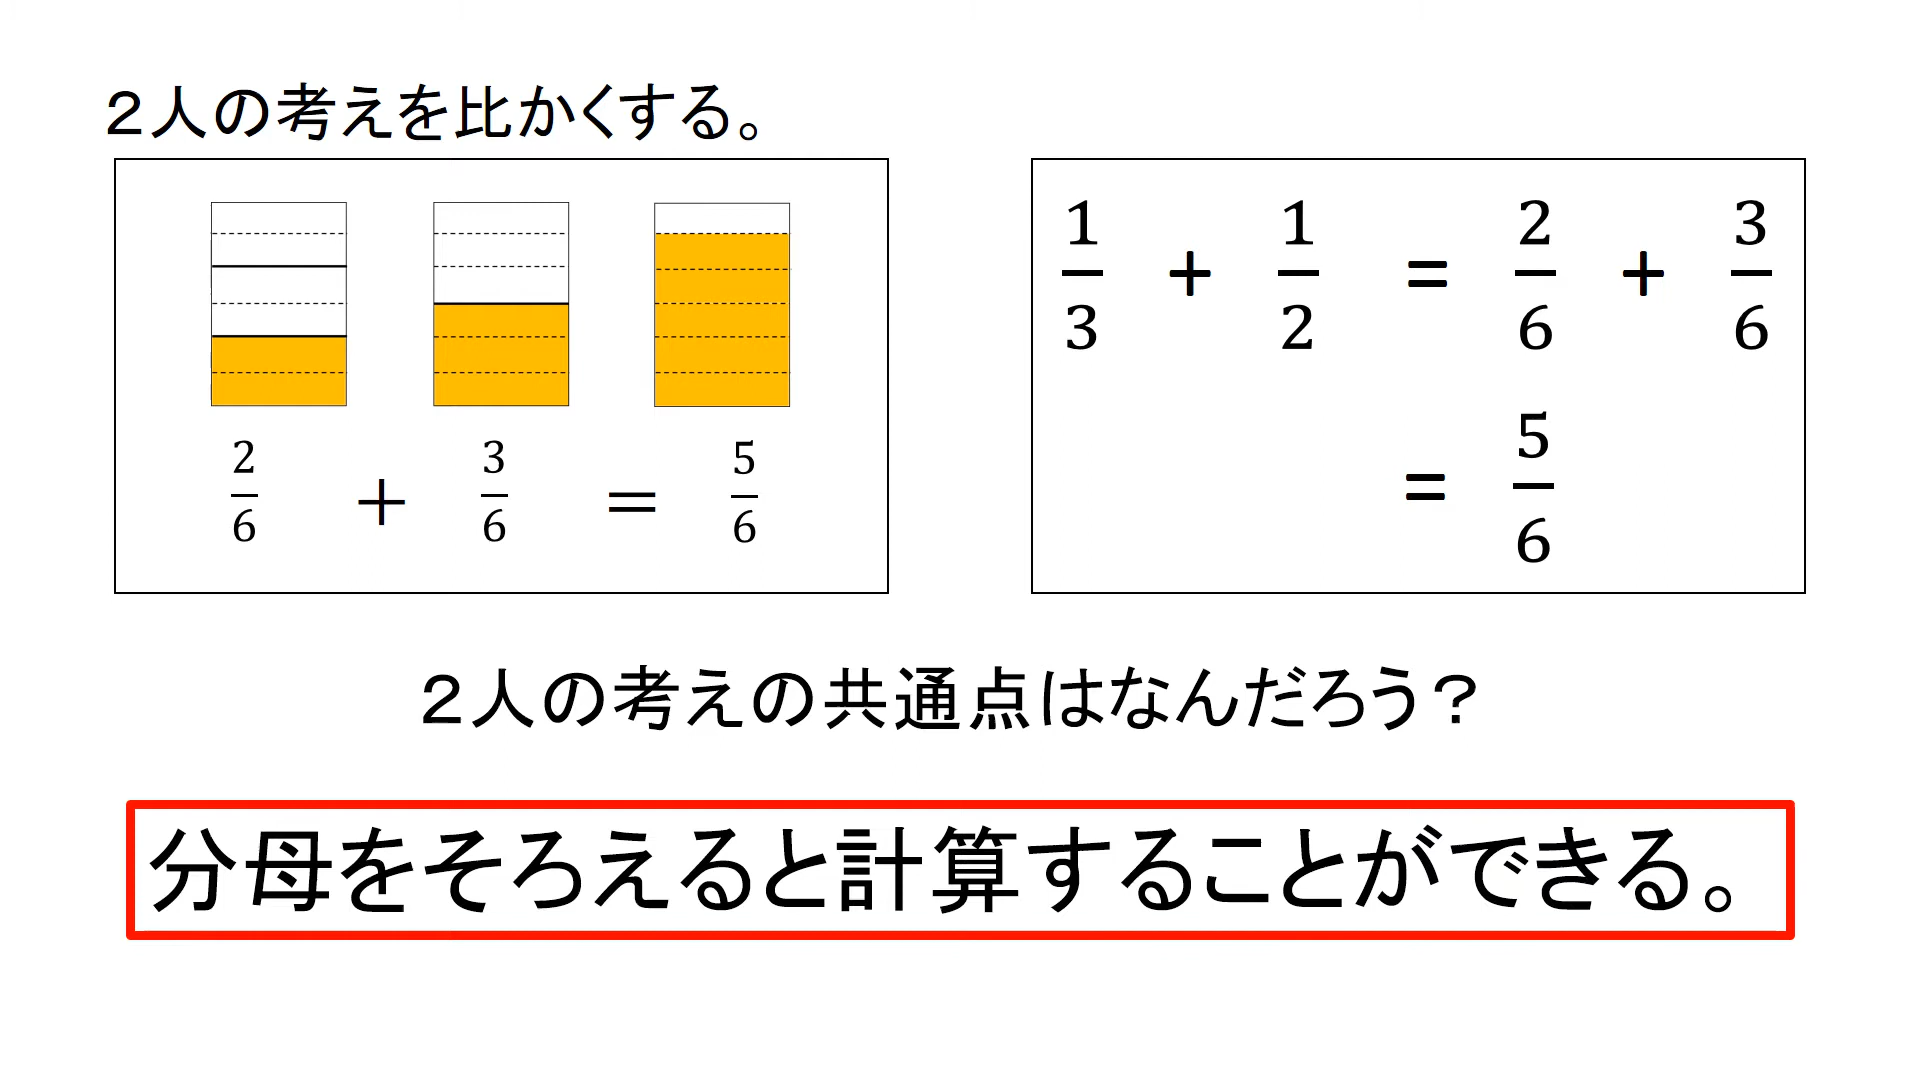 ２人の考えを比かくする。
2/6 + 3/6 = 5/6
1/3 + 1/2 = 2/6 + 3/6
= 5/6
２人の考えの共通点はなんだろう？
分母をそろえると計算することができる。